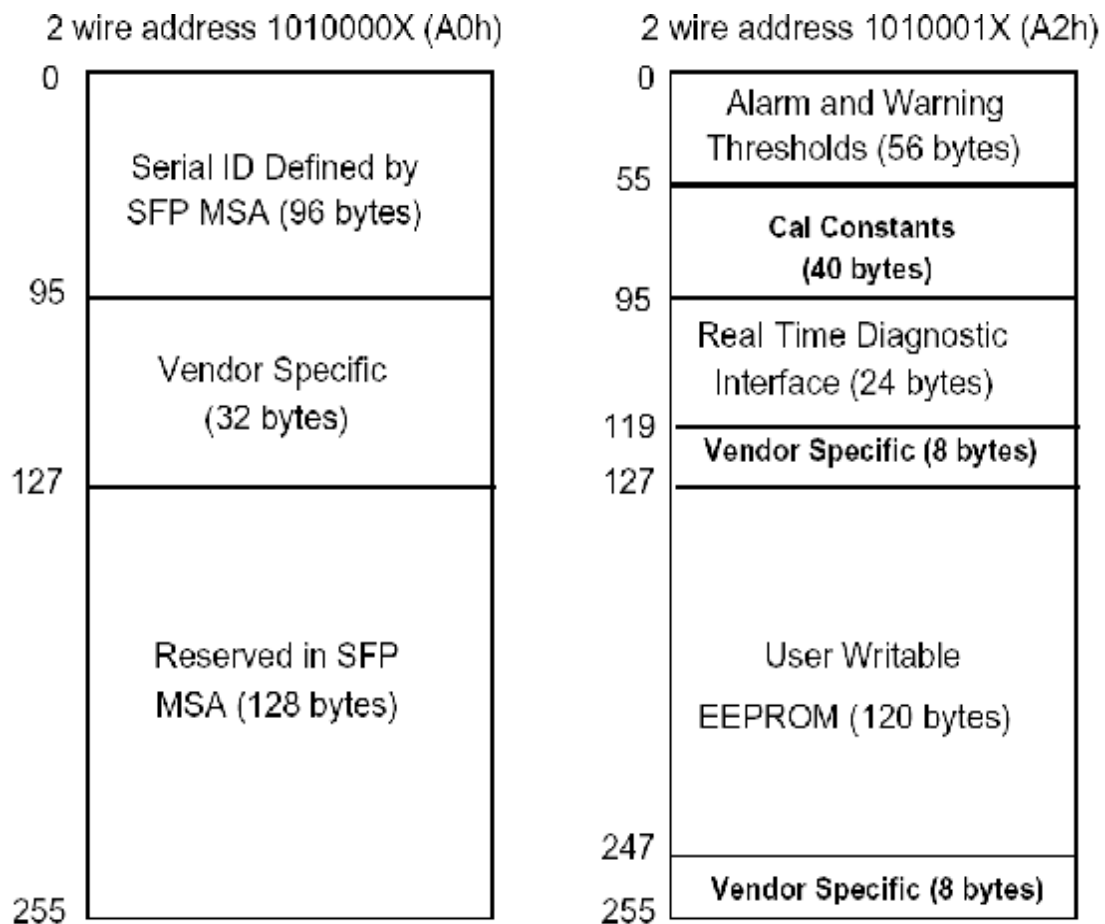 2 wire address 1010000X (A0h)
0
Serial ID Defined by
SFP MSA (96 bytes)
95
Vendor Specific
(32 bytes)
127
Reserved in SFP
MSA (128 bytes)
255
2 wire address 1010001X (A2h)
0
Alarm and Warning
Thresholds (56 bytes)
55
Cal Constants
(40 bytes)
95
Real Time Diagnostic
Interface (24 bytes)
119
Vendor Specific (8 bytes)
127
User Writable
EEPROM (120 bytes)
247
Vendor Specific (8 bytes)
255